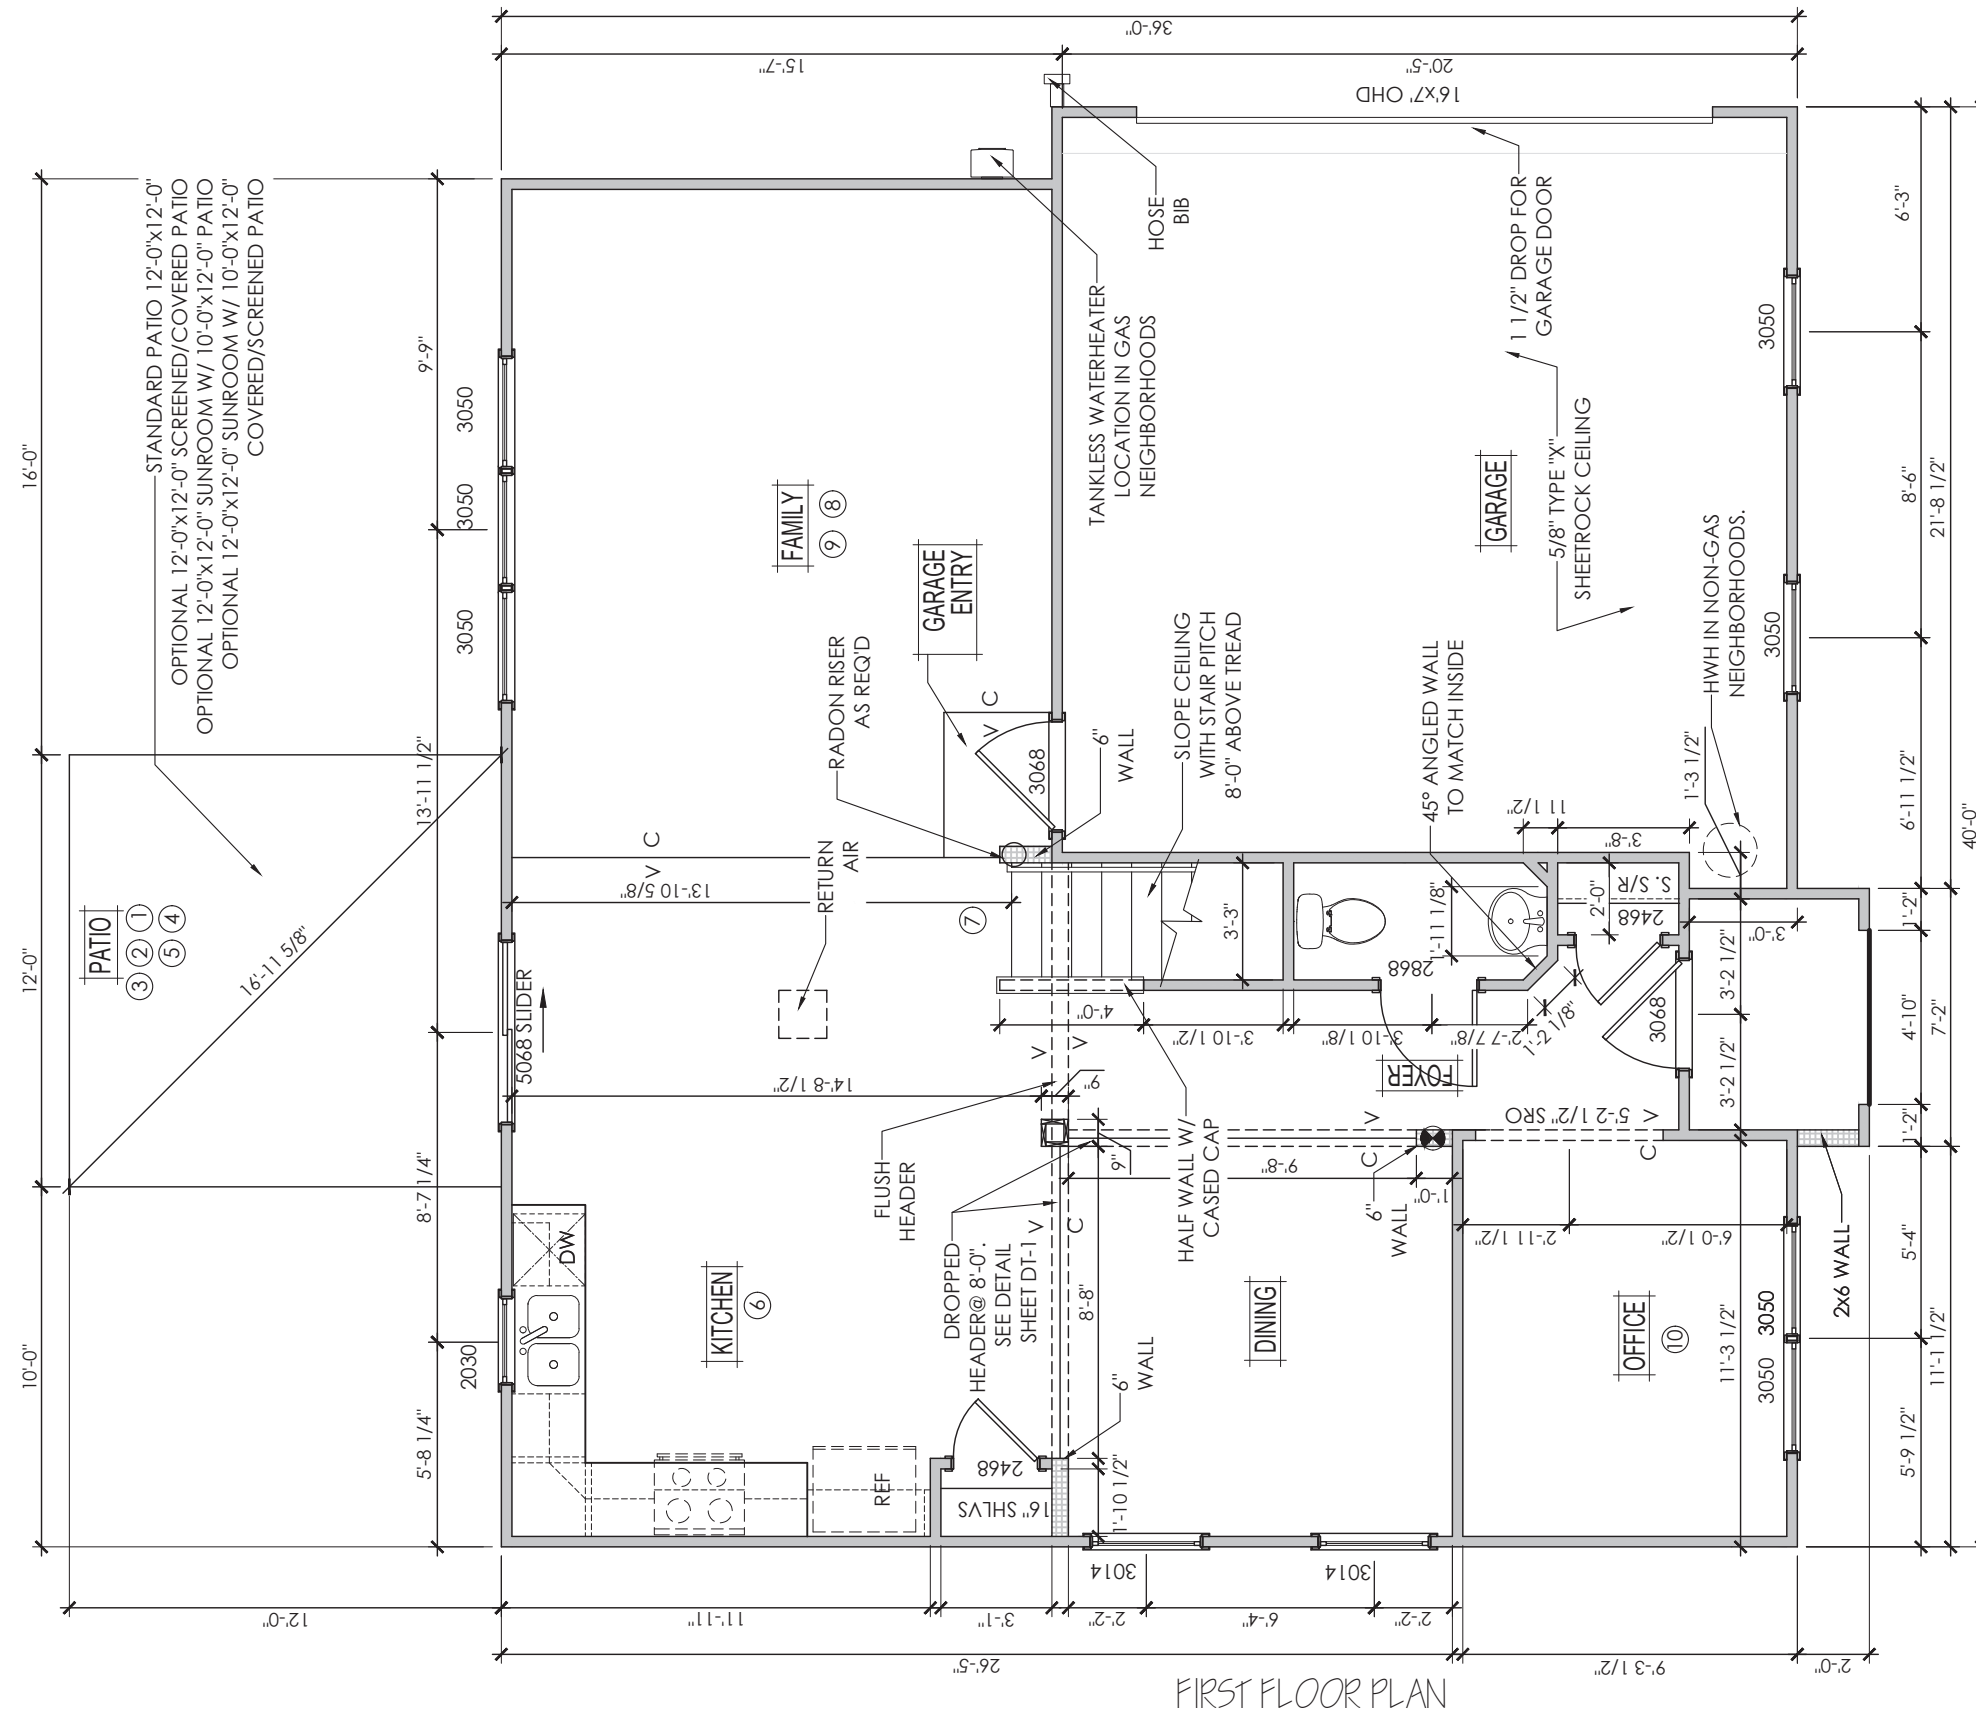 36'-0"
15'-7"
20'-5"
16'x7' OHD
16'-0"
12'-0"
10'-0"
STANDARD PATIO 12'-0"x12'-0"
OPTIONAL 12'-0"x12'-0" SCREENED/COVERED PATIO
OPTIONAL 12'-0"x12'-0" SUNROOM W/ 10'-0"x12'-0" PATIO
OPTIONAL 12'-0"x12'-0" SUNROOM W/ 10'-0"x12'-0"
COVERED/SCREENED PATIO
PATIO
3 2 1
5 4
16'-11 5/8"
9'-9"
13'-11 1/2"
8'-7 1/4"
5'-8 1/4"
3050
3050
3050
5068 SLIDER
2030
FAMILY
9 8
GARAGE
ENTRY
RADON RISER
AS REQ'D
RETURN
AIR
V C
13'-10 5/8"
14'-8 1/2"
7
V C
3068
6"
WALL
HOSE
BIB
TANKLESS WATERHEATER
LOCATION IN GAS
NEIGHBORHOODS
1 1/2" DROP FOR
GARAGE DOOR
GARAGE
5/8" TYPE "X"
SHEETROCK CEILING
3050
3050
HWH IN NON-GAS
NEIGHBORHOODS.
1'-3 1/2"
SLOPE CEILING
WITH STAIR PITCH
8'-0" ABOVE TREAD
45° ANGLED WALL
TO MATCH INSIDE
11 1/2"
3'-8"
3'-3"
1'-11 1/8"
2'-0"
S. S/R
2468
2868
3'-0"
4'-0"
3'-10 1/2"
3'-10 1/8"
2'-7 7/8"
1'-2 1/8"
3068
FOYER
3'-2 1/2"
3'-2 1/2"
5'-2 1/2" SRO
V
V
9"
9"
FLUSH
HEADER
DROPPED
HEADER@ 8'-0".
SEE DETAIL
SHEET DT-1
V
C
HALF WALL W/
CASED CAP
9'-8"
1'-0"
C V
C V
6"
WALL
8'-8"
6"
WALL
1'-10 1/2"
KITCHEN
6
DW
REF
2468
16" SHLVS
DINING
OFFICE
10
2'-11 1/2"
6'-0 1/2"
11'-3 1/2"
3050
3050
2x6 WALL
3014
3014
6'-3"
8'-6"
6'-11 1/2"
21'-8 1/2"
40'-0"
1'-2"
4'-10"
7'-2"
1'-2"
5'-4"
5'-9 1/2"
11'-1 1/2"
12'-0"
11'-11"
3'-1"
2'-2"
6'-4"
2'-2"
26'-5"
9'-3 1/2"
2'-0"
FIRST FLOOR PLAN